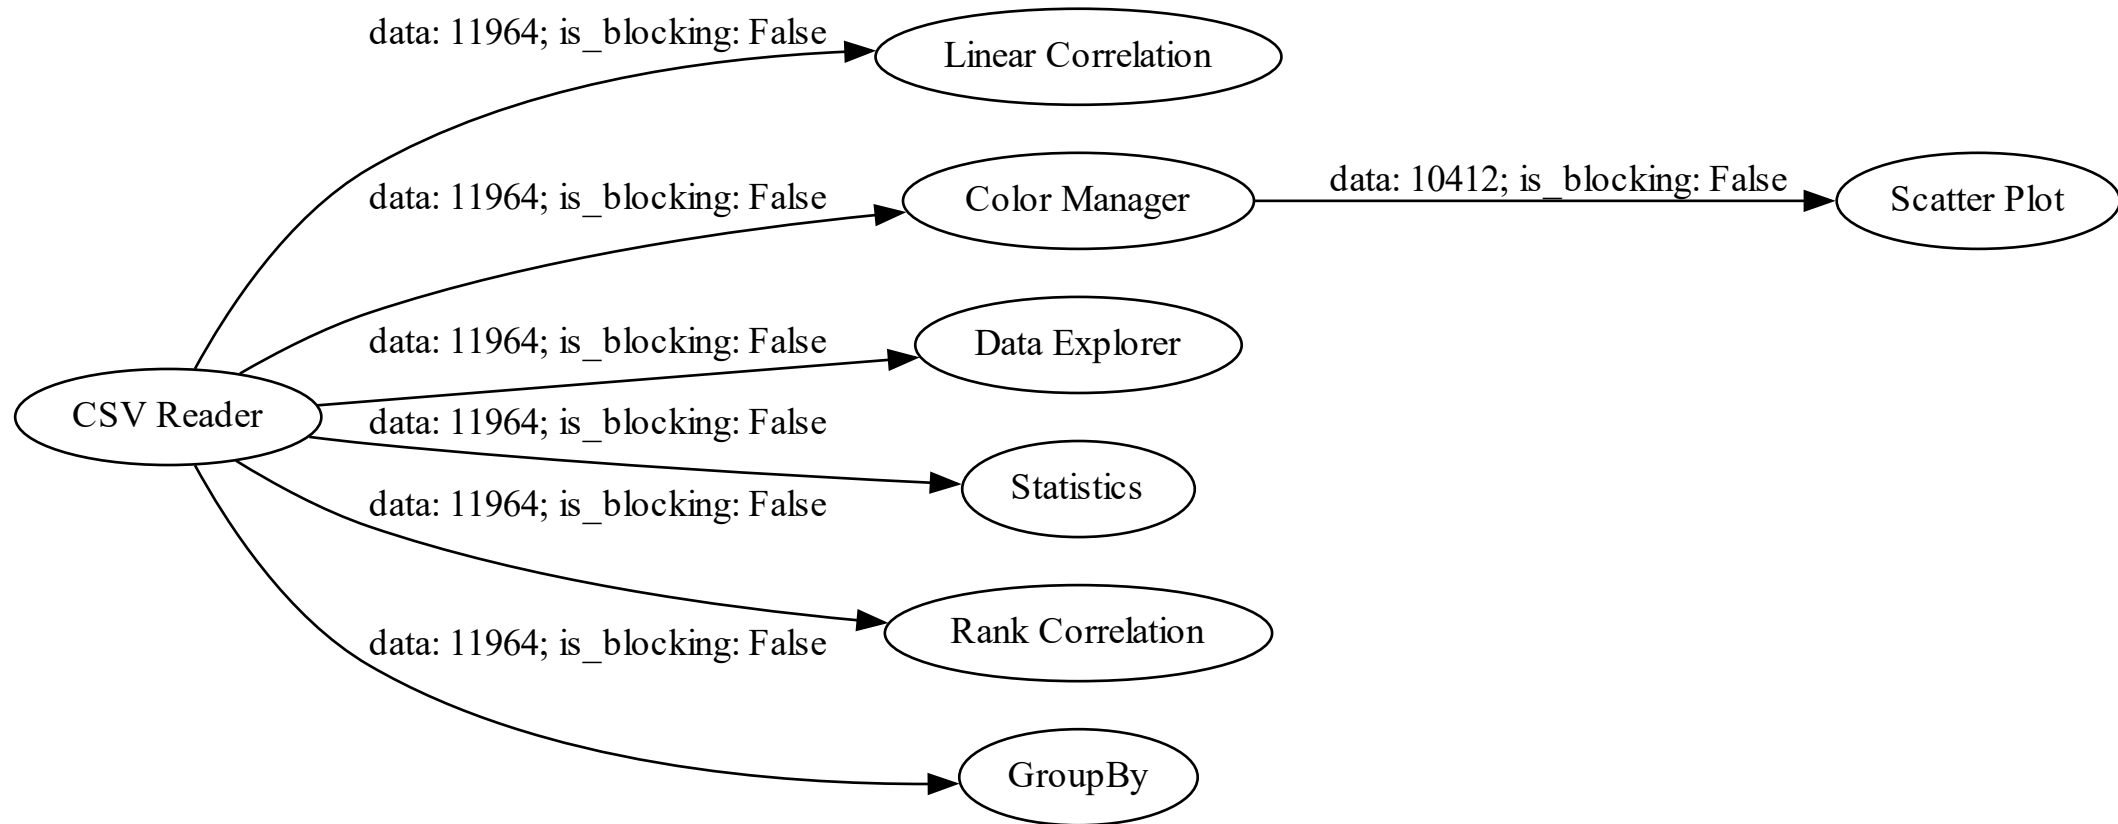 data: 11964; is_blocking: False
Linear Correlation
data: 11964; is_blocking: False
Color Manager
data: 10412; is_blocking: False
Scatter Plot
data: 11964; is_blocking: False
Data Explorer
CSV Reader
data: 11964; is_blocking: False
Statistics
data: 11964; is_blocking: False
Rank Correlation
data: 11964; is_blocking: False
GroupBy